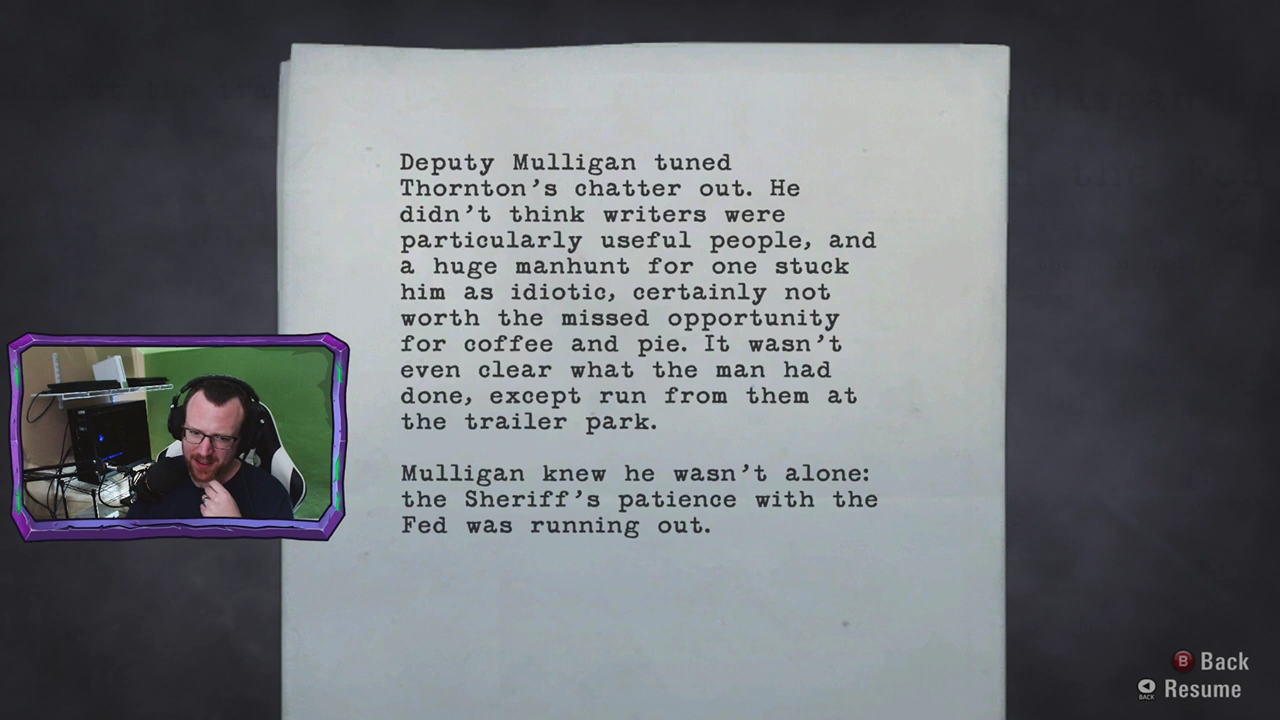 Deputy Mulligan tuned
Thornton's chatter out. He
didn't think writers were
particularly useful people, and
a huge manhunt for one stuck
him as idiotic, certainly not
worth the missed opportunity
for coffee and pie. It wasn't
even clear what the man had
done, except run from them at
the trailer park.
Mulligan knew he wasn't alone:
the Sheriff's patience with the
Fed was running out.
B Back
BACK Resume